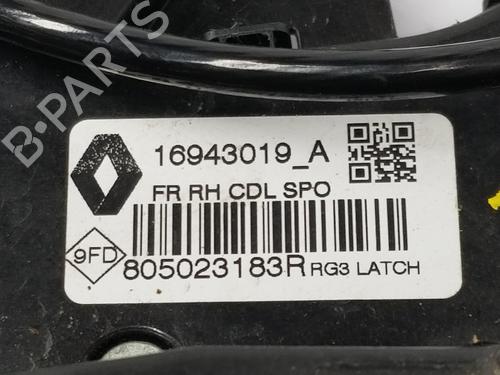 B-PARTS
16943019_A
FR RH CDL SPO
9FD
805023183R RG3 LATCH